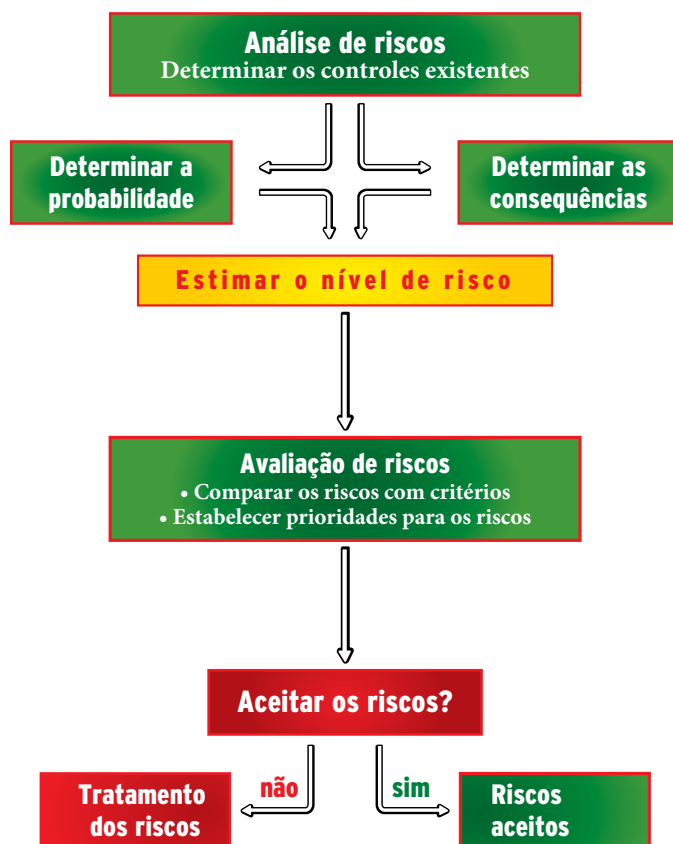 Análise de riscos
Determinar os controles existentes
Determinar a
probabilidade
Determinar as
consequências
Estimar o nível de risco
Avaliação de riscos
• Comparar os riscos com critérios
• Estabelecer prioridades para os riscos
Aceitar os riscos?
não
sim
Tratamento
dos riscos
Riscos
aceitos